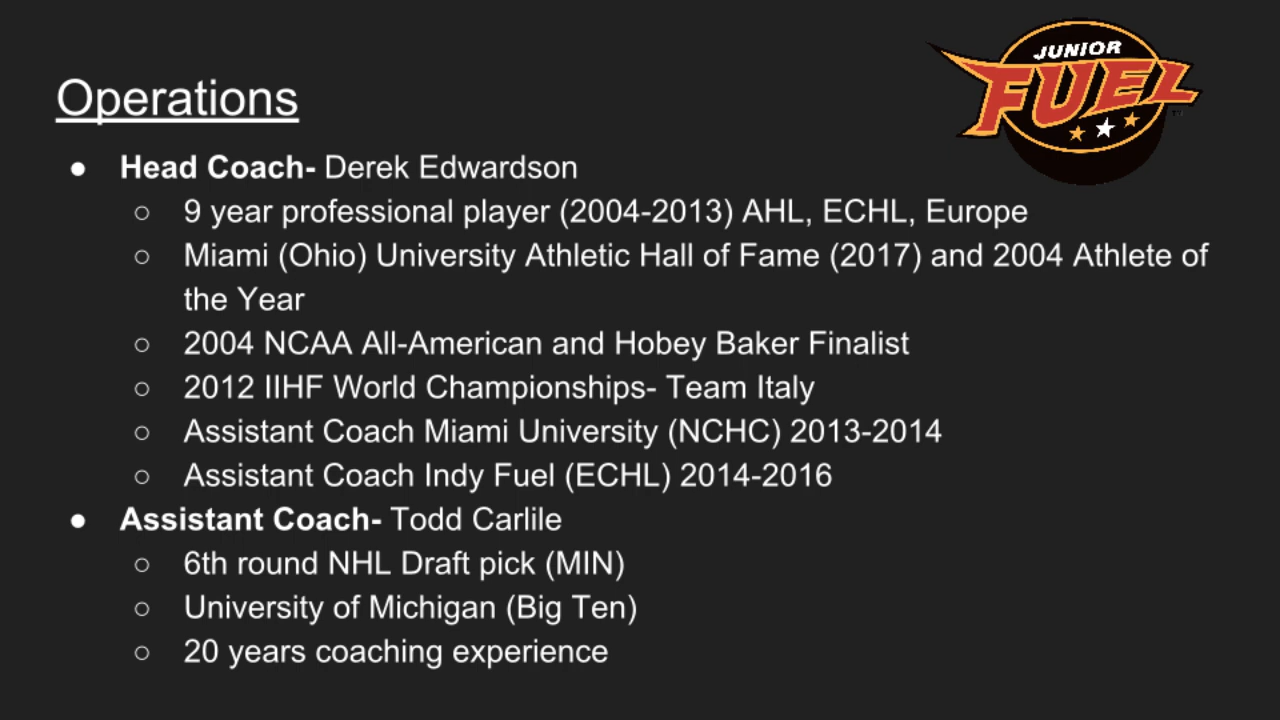 JUNIOR
FUEL
Operations
● Head Coach- Derek Edwardson
○ 9 year professional player (2004-2013) AHL, ECHL, Europe
○ Miami (Ohio) University Athletic Hall of Fame (2017) and 2004 Athlete of
the Year
○ 2004 NCAA All-American and Hobey Baker Finalist
○ 2012 IIHF World Championships- Team Italy
○ Assistant Coach Miami University (NCHC) 2013-2014
○ Assistant Coach Indy Fuel (ECHL) 2014-2016
● Assistant Coach- Todd Carlile
○ 6th round NHL Draft pick (MIN)
○ University of Michigan (Big Ten)
○ 20 years coaching experience